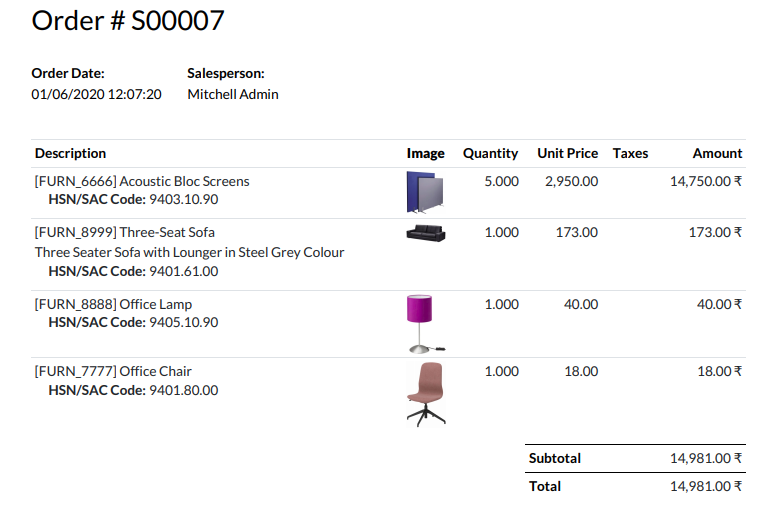 Order # S00007
Order Date: Salesperson:
01/06/2020 12:07:20 Mitchell Admin
Description Image Quantity Unit Price Taxes Amount
[FURN_6666] Acoustic Bloc Screens 5.000 2,950.00 14,750.00 ₹
HSN/SAC Code: 9403.10.90
[FURN_8999] Three-Seat Sofa 1.000 173.00 173.00 ₹
Three Seater Sofa with Lounger in Steel Grey Colour
HSN/SAC Code: 9401.61.00
[FURN_8888] Office Lamp 1.000 40.00 40.00 ₹
HSN/SAC Code: 9405.10.90
[FURN_7777] Office Chair 1.000 18.00 18.00 ₹
HSN/SAC Code: 9401.80.00
Subtotal 14,981.00 ₹
Total 14,981.00 ₹